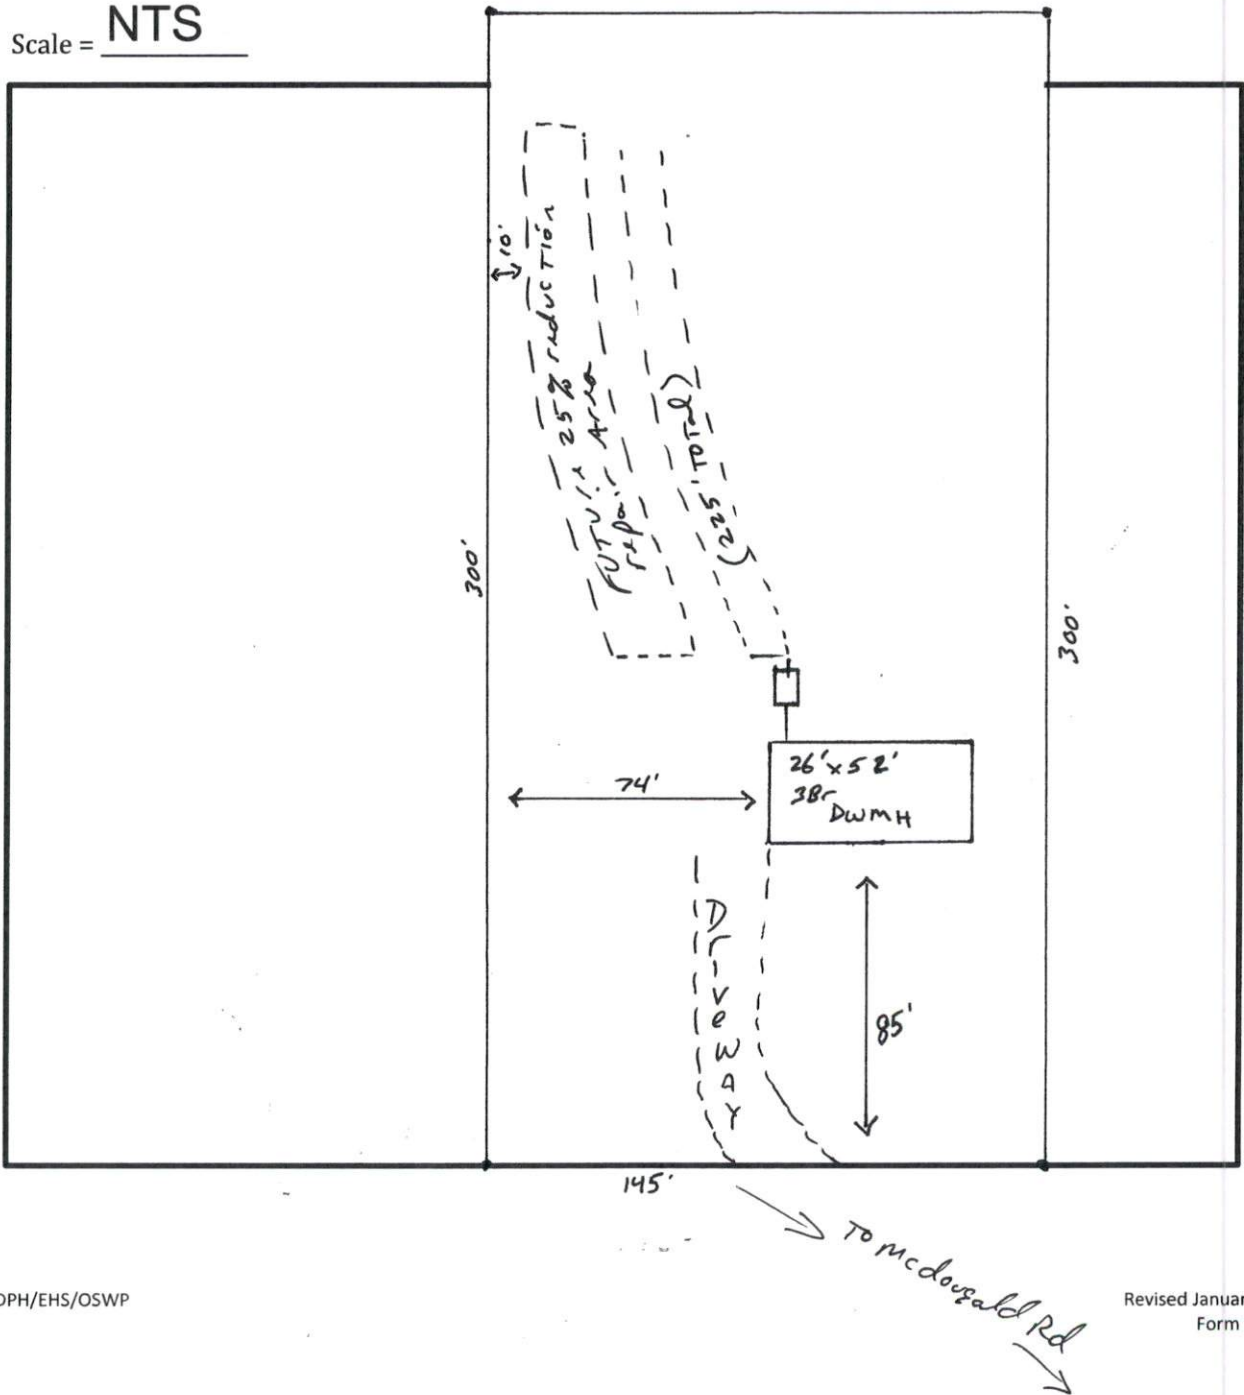 Scale = NTS
10'
FUTUre 25% reduction
repair Area
(225' TOTal)
300'
300'
74'
26' x 52'
3Br
DWMH
Driveway
85'
145'
To mcdougald Rd
DPH/EHS/OSWP
Revised Januar
Form